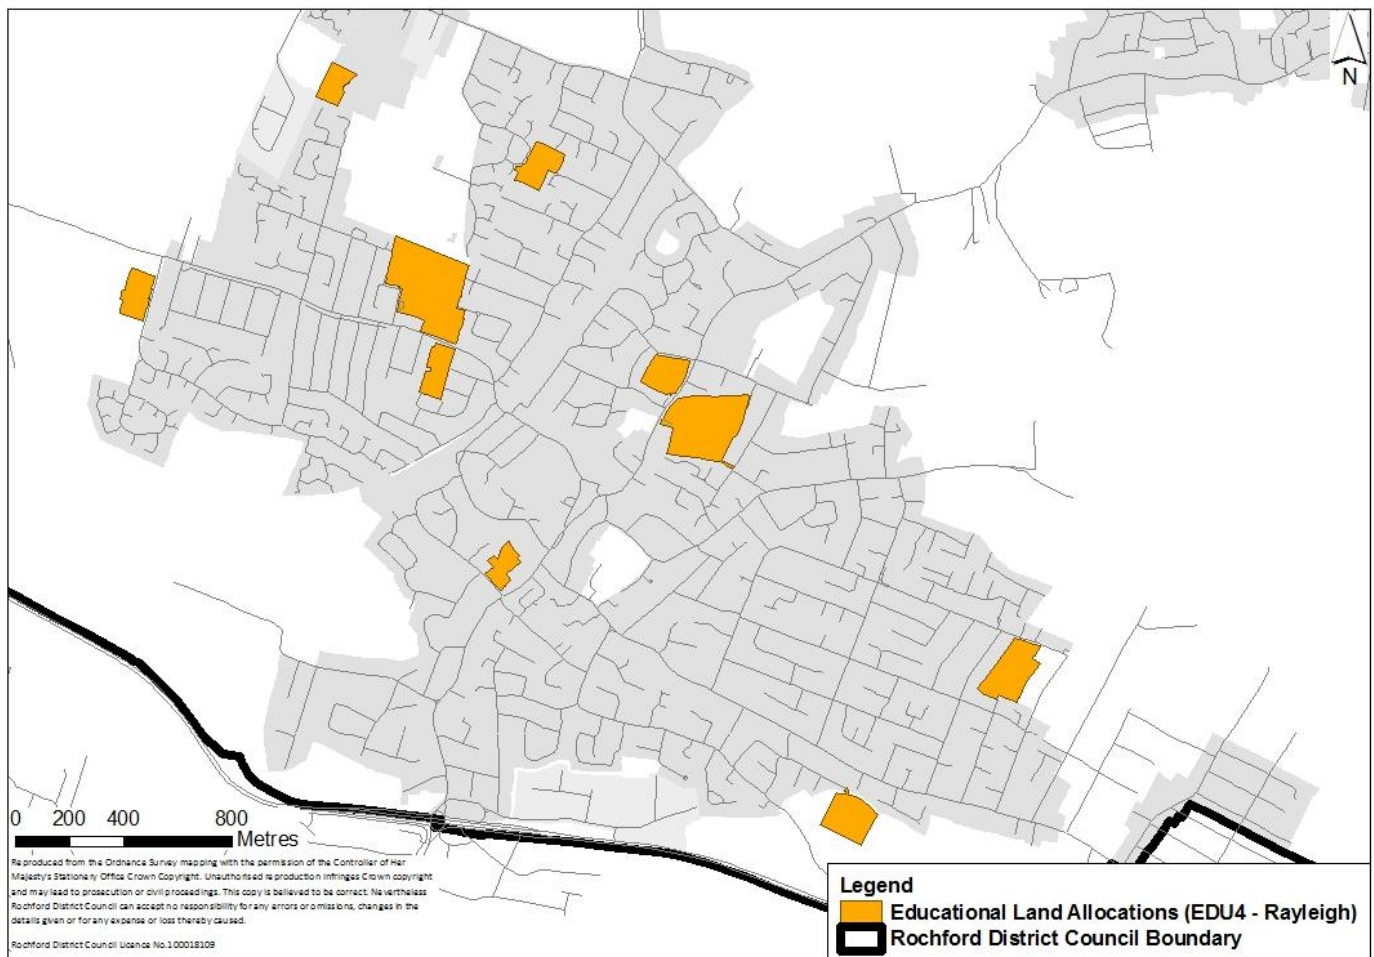 N
0 200 400 800
Metres
Reproduced from the Ordnance Survey mapping with the permission of the Controller of Her
Majesty's Stationery Office Crown Copyright. Unauthorised reproduction infringes Crown copyright
and may lead to prosecution or civil proceedings. This copy is believed to be correct. Nevertheless
Rochford District Council can accept no responsibility for any errors or omissions, changes in the
details given or for any expense or loss thereby caused.
Rochford District Council Licence No.100018109
Legend
Educational Land Allocations (EDU4 - Rayleigh)
Rochford District Council Boundary